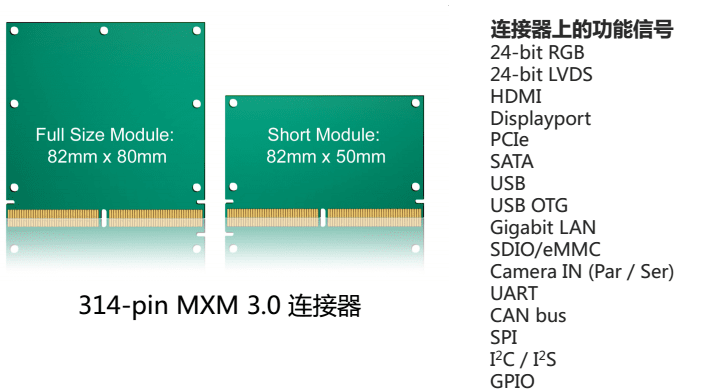 Full Size Module:
82mm x 80mm
Short Module:
82mm x 50mm
314-pin MXM 3.0 连接器
连接器上的功能信号
24-bit RGB
24-bit LVDS
HDMI
Displayport
PCIe
SATA
USB
USB OTG
Gigabit LAN
SDIO/eMMC
Camera IN (Par / Ser)
UART
CAN bus
SPI
I²C / I²S
GPIO